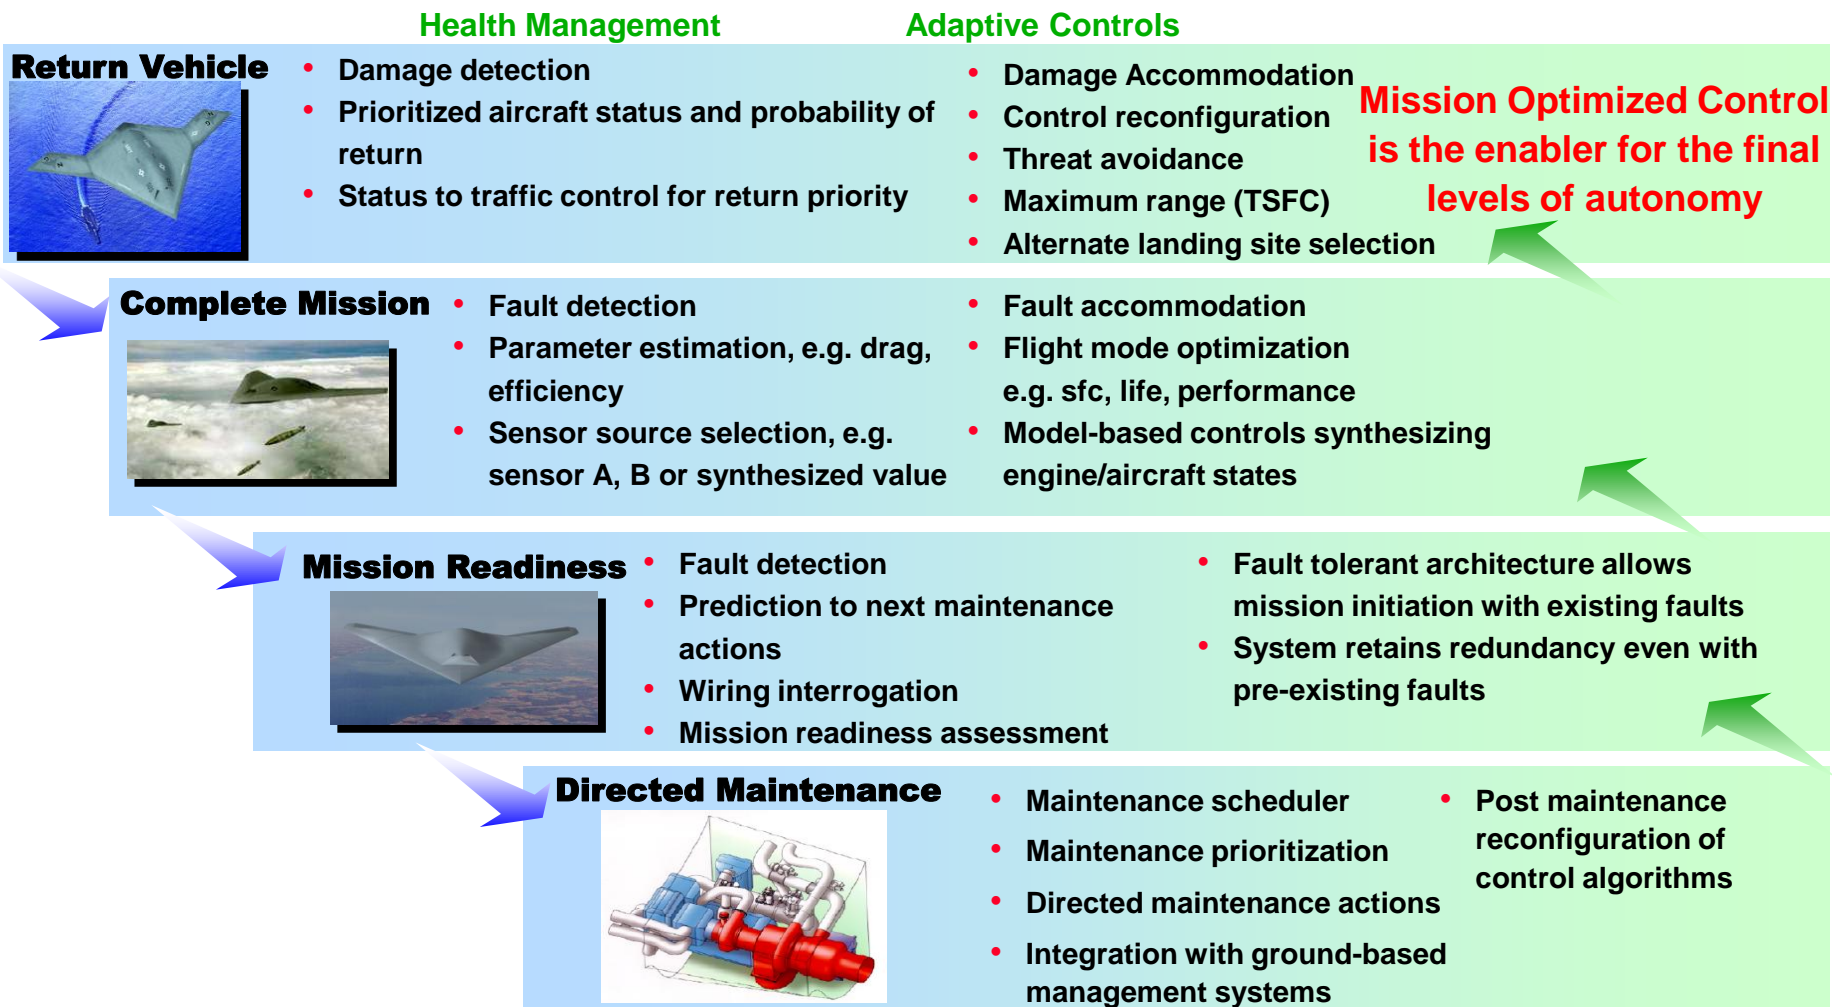 Health Management
Adaptive Controls
Return Vehicle
• Damage detection
• Prioritized aircraft status and probability of
return
• Status to traffic control for return priority
• Damage Accommodation
• Control reconfiguration
• Threat avoidance
• Maximum range (TSFC)
• Alternate landing site selection
Mission Optimized Control
is the enabler for the final
levels of autonomy
Complete Mission
• Fault detection
• Parameter estimation, e.g. drag,
efficiency
• Sensor source selection, e.g.
sensor A, B or synthesized value
• Fault accommodation
• Flight mode optimization
e.g. sfc, life, performance
• Model-based controls synthesizing
engine/aircraft states
Mission Readiness
• Fault detection
• Prediction to next maintenance
actions
• Wiring interrogation
• Mission readiness assessment
• Fault tolerant architecture allows
mission initiation with existing faults
• System retains redundancy even with
pre-existing faults
Directed Maintenance
• Maintenance scheduler
• Maintenance prioritization
• Directed maintenance actions
• Integration with ground-based
management systems
• Post maintenance
reconfiguration of
control algorithms